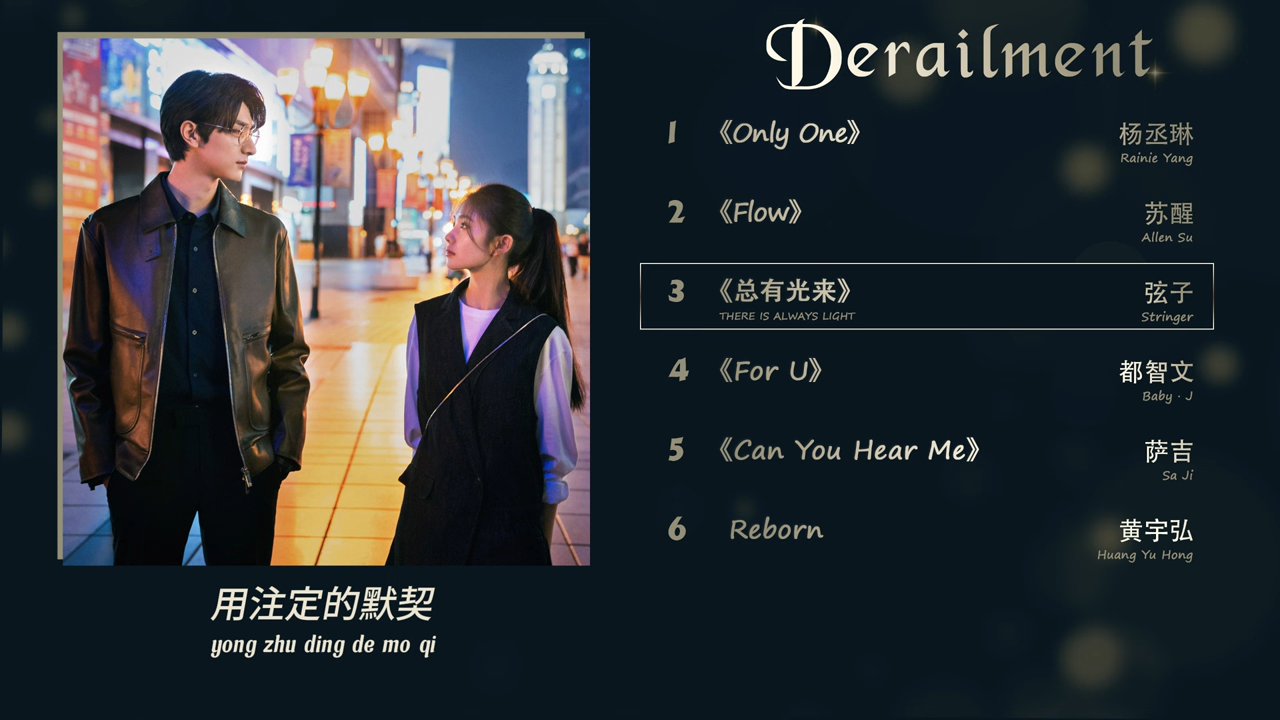 Derailment
1 《Only One》 杨丞琳
Rainie Yang
2 《Flow》 苏醒
Allen Su
3 《总有光来》 弦子
THERE IS ALWAYS LIGHT Stringer
4 《For U》 都智文
Baby · J
5 《Can You Hear Me》 萨吉
Sa Ji
6 Reborn 黄宇弘
Huang Yu Hong
用注定的默契
yong zhu ding de mo qi